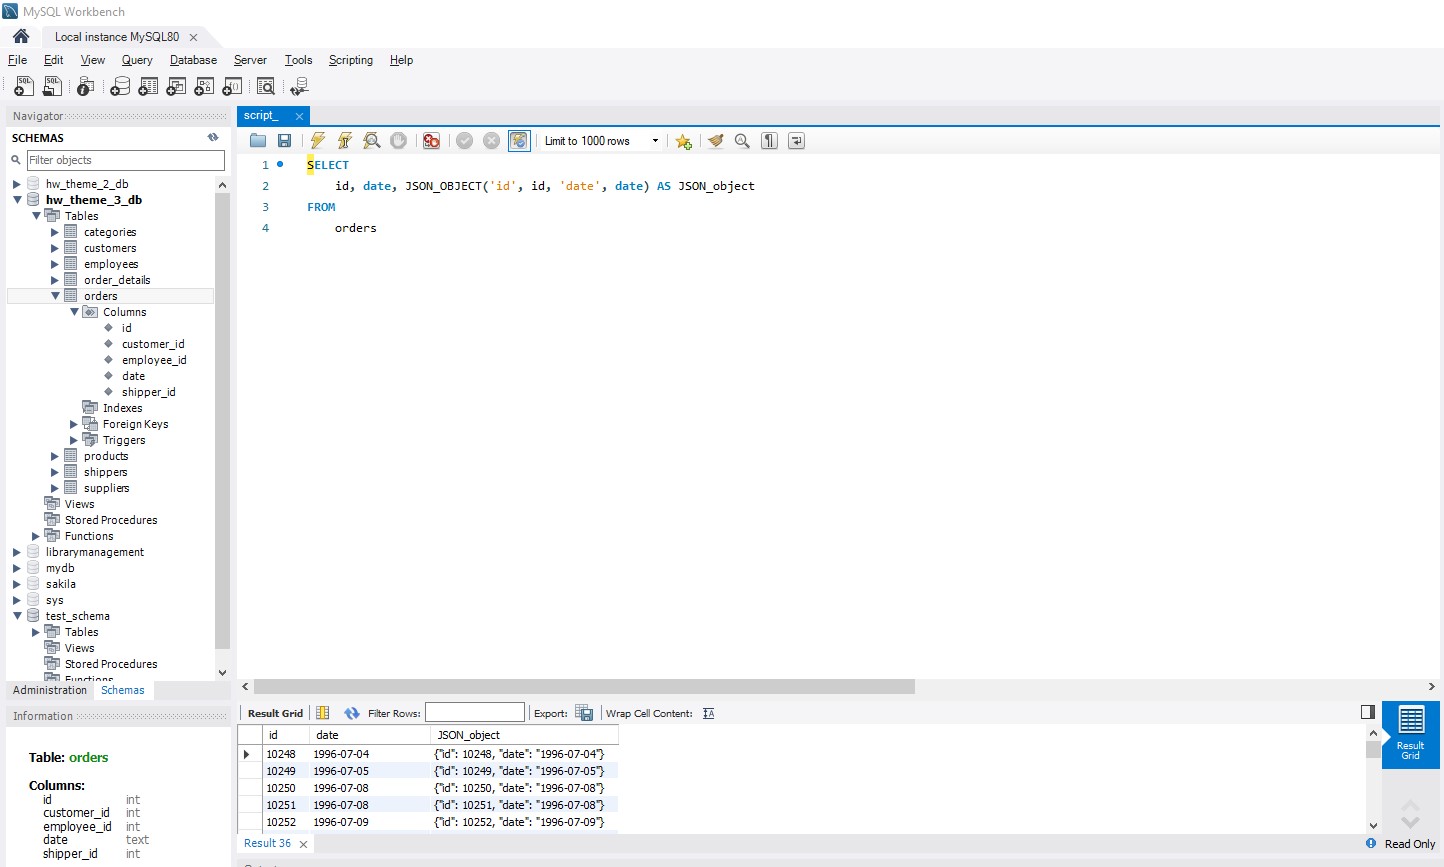 MySQL Workbench
Local instance MySQL80
File Edit View Query Database Server Tools Scripting Help
Navigator
SCHEMAS
Filter objects
hw_theme_2_db
hw_theme_3_db
Tables
categories
customers
employees
order_details
orders
Columns
id
customer_id
employee_id
date
shipper_id
Indexes
Foreign Keys
Triggers
products
shippers
suppliers
Views
Stored Procedures
Functions
librarymanagement
mydb
sakila
sys
test_schema
Tables
Views
Stored Procedures
Functions
Administration Schemas
Information
Table: orders
Columns:
id int
customer_id int
employee_id int
date text
shipper_id int
script_
Limit to 1000 rows
1 SELECT
2 id, date, JSON_OBJECT('id', id, 'date', date) AS JSON_object
3 FROM
4 orders
Result Grid Filter Rows: Export: Wrap Cell Content:
id date JSON_object
10248 1996-07-04 {"id": 10248, "date": "1996-07-04"}
10249 1996-07-05 {"id": 10249, "date": "1996-07-05"}
10250 1996-07-08 {"id": 10250, "date": "1996-07-08"}
10251 1996-07-08 {"id": 10251, "date": "1996-07-08"}
10252 1996-07-09 {"id": 10252, "date": "1996-07-09"}
Result
Grid
Result 36
Read Only